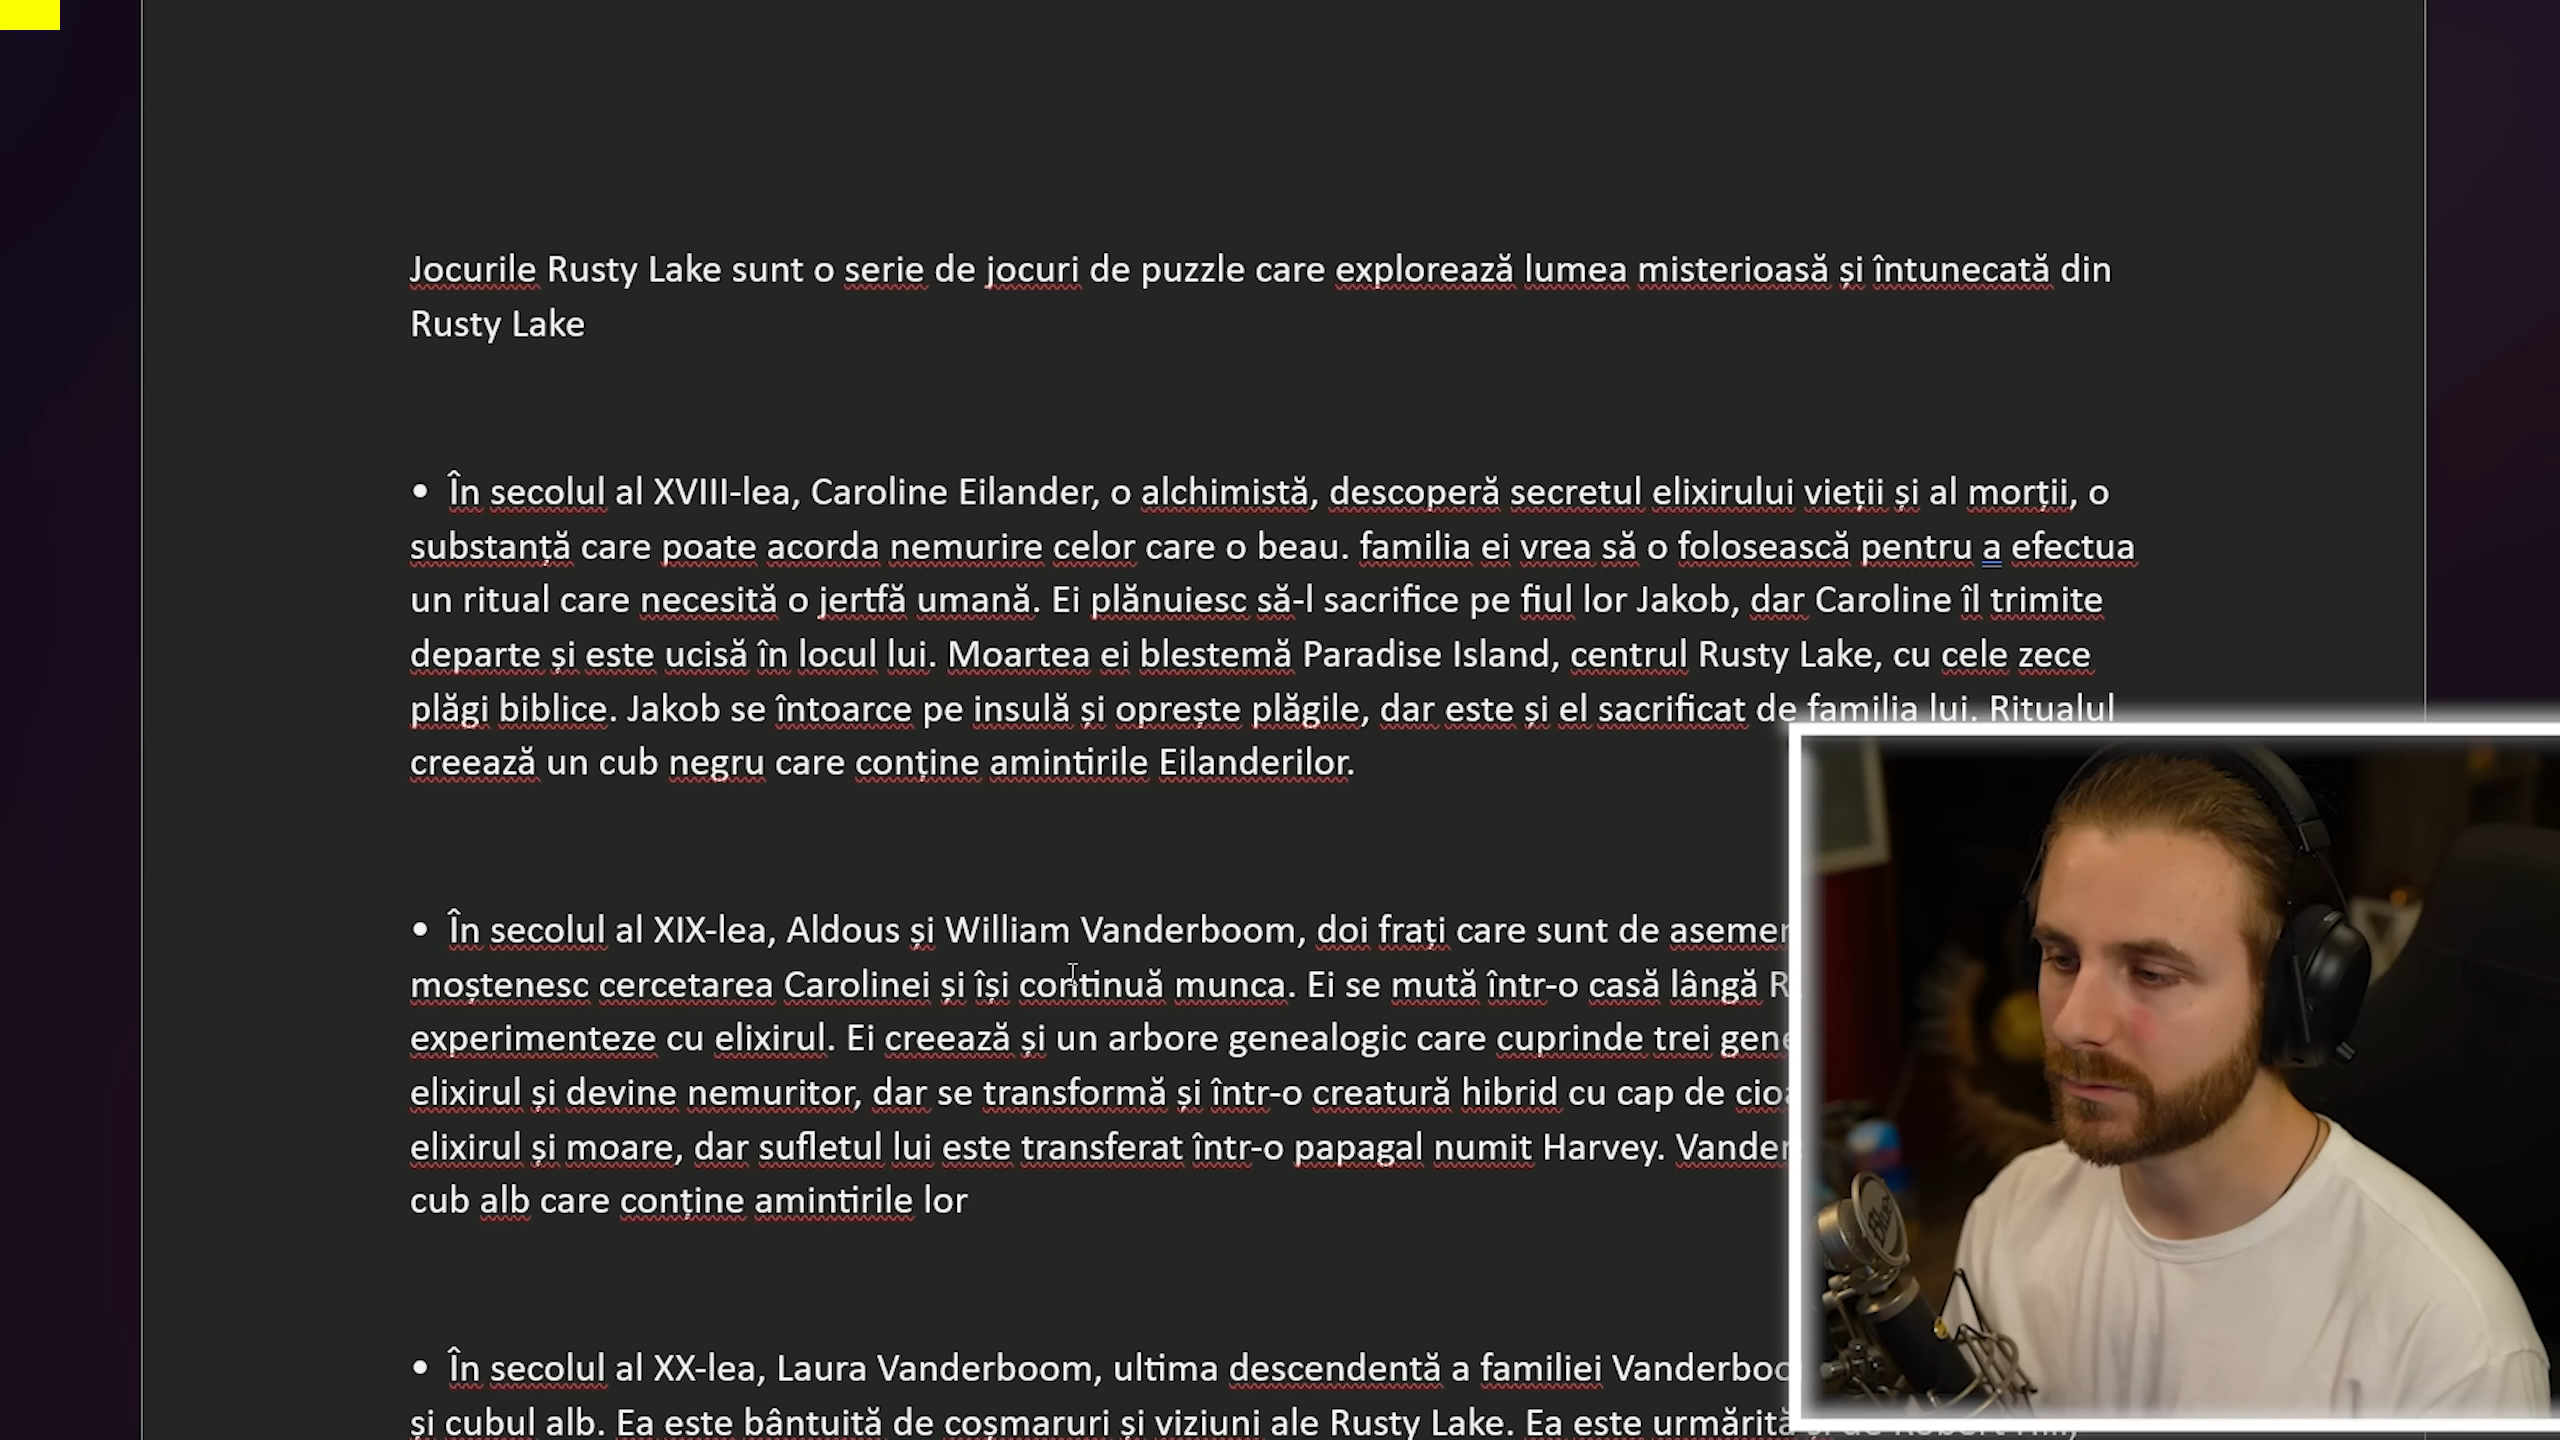 Jocurile Rusty Lake sunt o serie de jocuri de puzzle care explorează lumea misterioasă și întunecată din
Rusty Lake
• În secolul al XVIII-lea, Caroline Eilander, o alchimistă, descoperă secretul elixirului vieții și al morții, o
substanță care poate acorda nemurire celor care o beau. familia ei vrea să o folosească pentru a efectua
un ritual care necesită o jertfă umană. Ei plănuiesc să-l sacrifice pe fiul lor Jakob, dar Caroline îl trimite
departe și este ucisă în locul lui. Moartea ei blestemă Paradise Island, centrul Rusty Lake, cu cele zece
plăgi biblice. Jakob se întoarce pe insulă și oprește plăgile, dar este și el sacrificat de familia lui. Ritualul
creează un cub negru care conține amintirile Eilanderilor.
• În secolul al XIX-lea, Aldous și William Vanderboom, doi frați care sunt de
moștenesc cercetarea Carolinei și își continuă munca. Ei se mută într-o casă lângă
experimenteze cu elixirul. Ei creează și un arbore genealogic care cuprinde trei
elixirul și devine nemuritor, dar se transformă și într-o creatură hibrid cu cap de
elixirul și moare, dar sufletul lui este transferat într-o papagal numit Harvey.
cub alb care conține amintirile lor
• În secolul al XX-lea, Laura Vanderboom, ultima descendentă a familiei
și cubul alb. Ea este bântuită de coșmaruri și viziuni ale Rusty Lake. Ea este urmărită
Blue